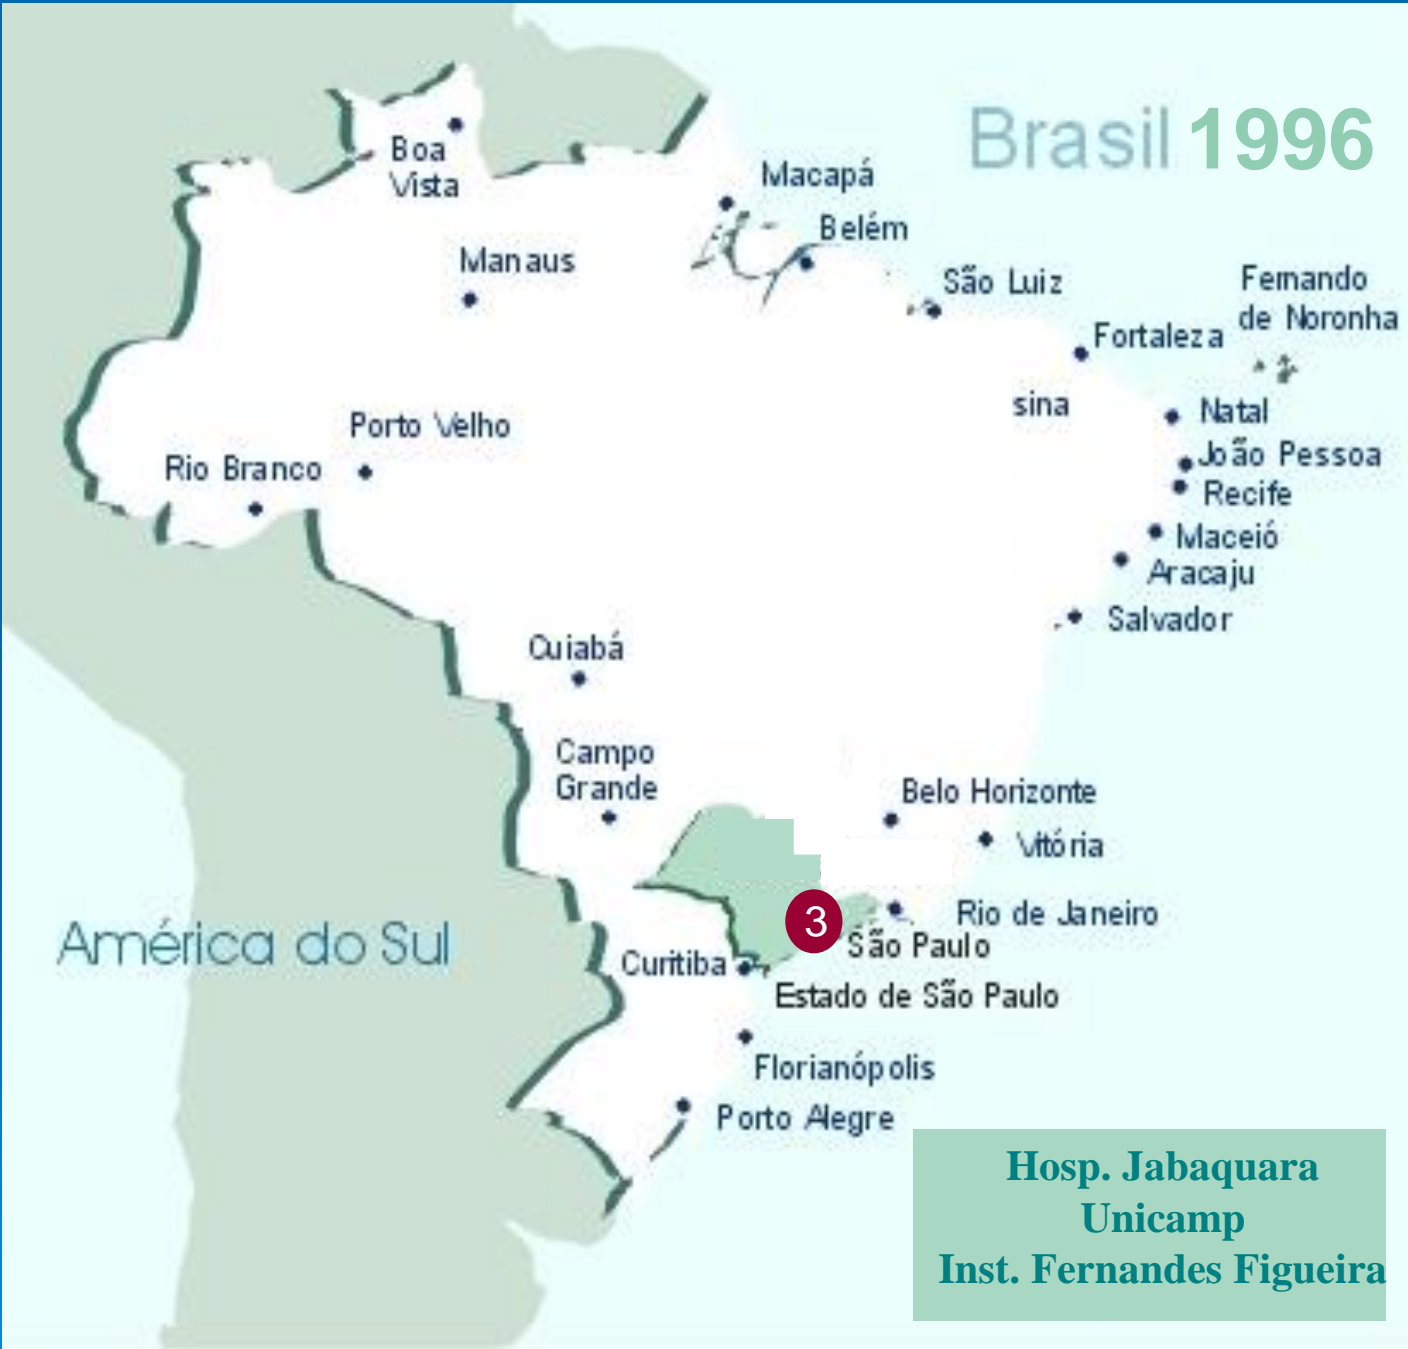 Brasil 1996
Boa
Vista
Macapá
Belém
Manaus
São Luiz
Fernando
de Noronha
Fortaleza
sina
Natal
Porto Velho
João Pessoa
Rio Branco
Recife
Maceió
Aracaju
Salvador
Cuiabá
Campo
Grande
Belo Horizonte
Vitória
3
Rio de Janeiro
América do Sul
São Paulo
Curitiba
Estado de São Paulo
Florianópolis
Porto Alegre
Hosp. Jabaquara
Unicamp
Inst. Fernandes Figueira